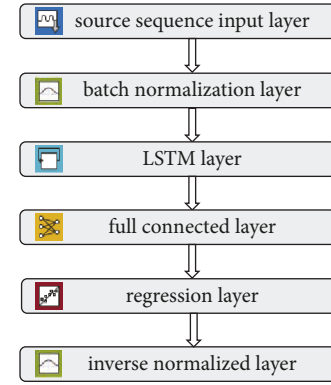 source sequence input layer
batch normalization layer
LSTM layer
full connected layer
regression layer
inverse normalized layer